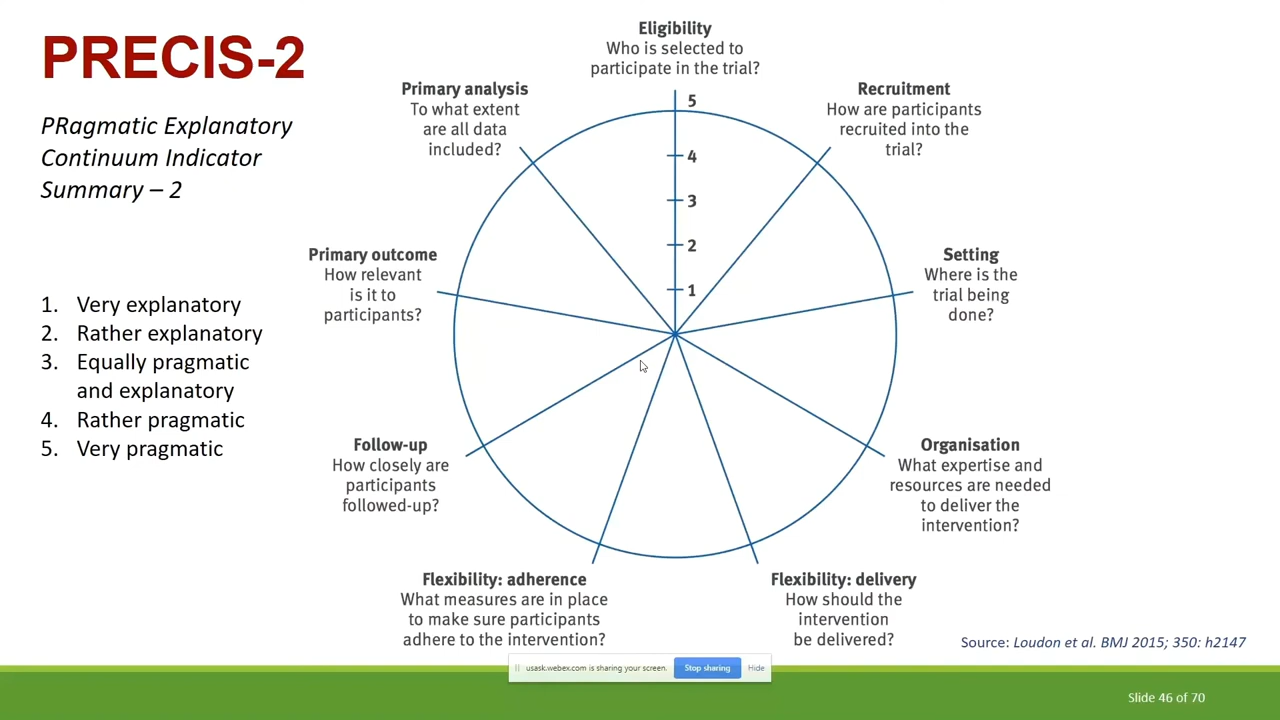 PRECIS-2
PRagmatic Explanatory
Continuum Indicator
Summary – 2
1. Very explanatory
2. Rather explanatory
3. Equally pragmatic
and explanatory
4. Rather pragmatic
5. Very pragmatic
Eligibility
Who is selected to
participate in the trial?
Recruitment
How are participants
recruited into the
trial?
Setting
Where is the
trial being
done?
Organisation
What expertise and
resources are needed
to deliver the
intervention?
Flexibility: delivery
How should the
intervention
be delivered?
Flexibility: adherence
What measures are in place
to make sure participants
adhere to the intervention?
Follow-up
How closely are
participants
followed-up?
Primary outcome
How relevant
is it to
participants?
Primary analysis
To what extent
are all data
included?
5
4
3
2
1
Source: Loudon et al. BMJ 2015; 350: h2147
usask.webex.com is sharing your screen. Stop sharing Hide
Slide 46 of 70